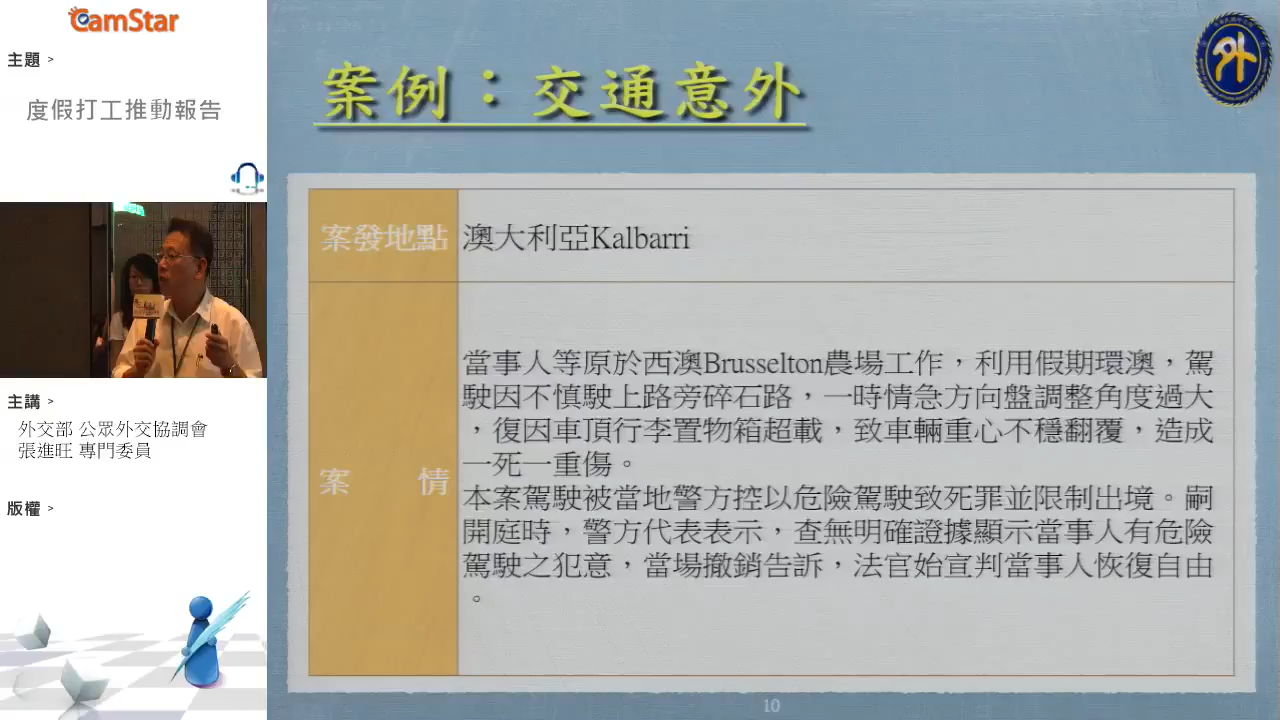 CamStar
主題 >
度假打工推動報告
主講 >
外交部 公眾外交協調會
張進旺 專門委員
版權 >
案例：交通意外
外
案發地點
澳大利亞Kalbarri
案 情
當事人等原於西澳Brusselton農場工作，利用假期環澳，駕
駛因不慎駛上路旁碎石路，一時情急方向盤調整角度過大
，復因車頂行李置物箱超載，致車輛重心不穩翻覆，造成
一死一重傷。
本案駕駛被當地警方控以危險駕駛致死罪並限制出境。嗣
開庭時，警方代表表示，查無明確證據顯示當事人有危險
駕駛之犯意，當場撤銷告訴，法官始宣判當事人恢復自由
。
10